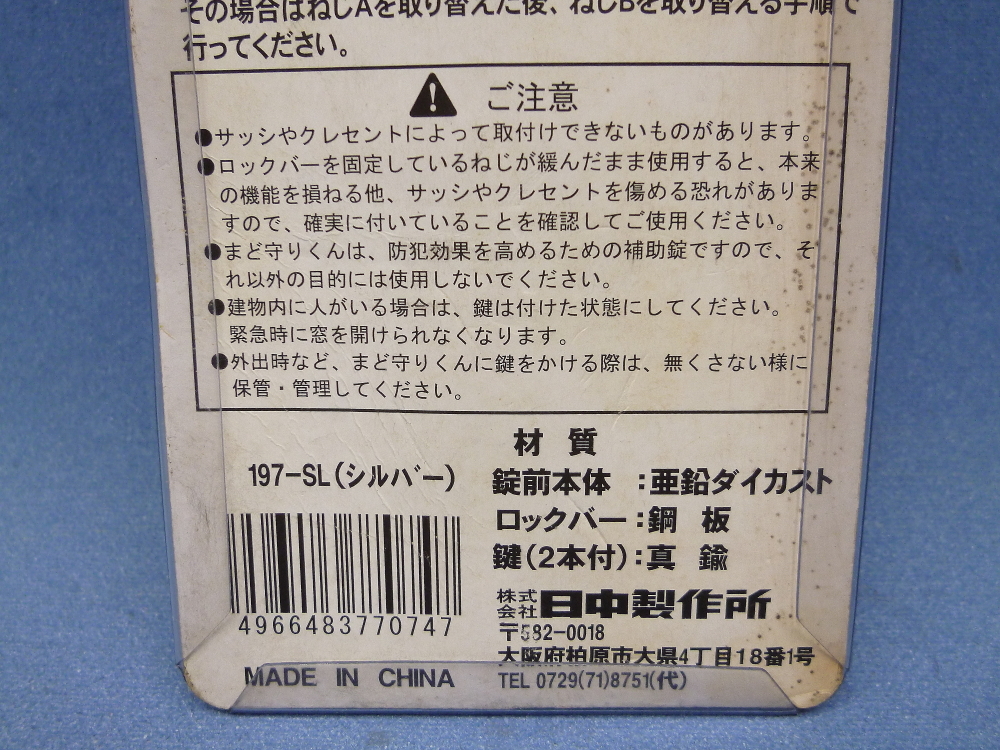 その場合はねじAを取り替えた後、ねじBを取り替える手順で
行ってください。
ご注意
●サッシやクレセントによって取付けできないものがあります。
●ロックバーを固定しているねじが緩んだまま使用すると、本来
の機能を損ねる他、サッシやクレセントを傷める恐れがありま
すので、確実に付いていることを確認してご使用ください。
●まど守りくんは、防犯効果を高めるための補助錠ですので、そ
れ以外の目的には使用しないでください。
●建物内に人がいる場合は、鍵は付けた状態にしてください。
緊急時に窓を開けられなくなります。
●外出時など、まど守りくんに鍵をかける際は、無くさない様に
保管・管理してください。
材 質
197-SL(シルバー)
錠前本体 :亜鉛ダイカスト
ロックバー:鋼 板
鍵(2本付):真 鍮
4966483770747
株式会社 日中製作所
〒582-0018
大阪府柏原市大県4丁目18番1号
MADE IN CHINA
TEL 0729(71)8751(代)